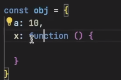 const obj = {
a: 10,
x: function () {
}
}